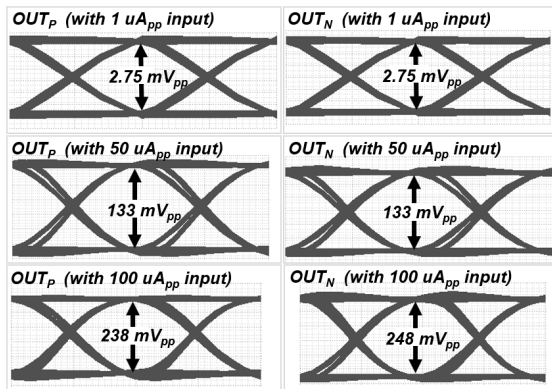 OUTP (with 1 uApp input)
2.75 mVpp
OUTN (with 1 uApp input)
2.75 mVpp
OUTP (with 50 uApp input)
133 mVpp
OUTN (with 50 uApp input)
133 mVpp
OUTP (with 100 uApp input)
238 mVpp
OUTN (with 100 uApp input)
248 mVpp